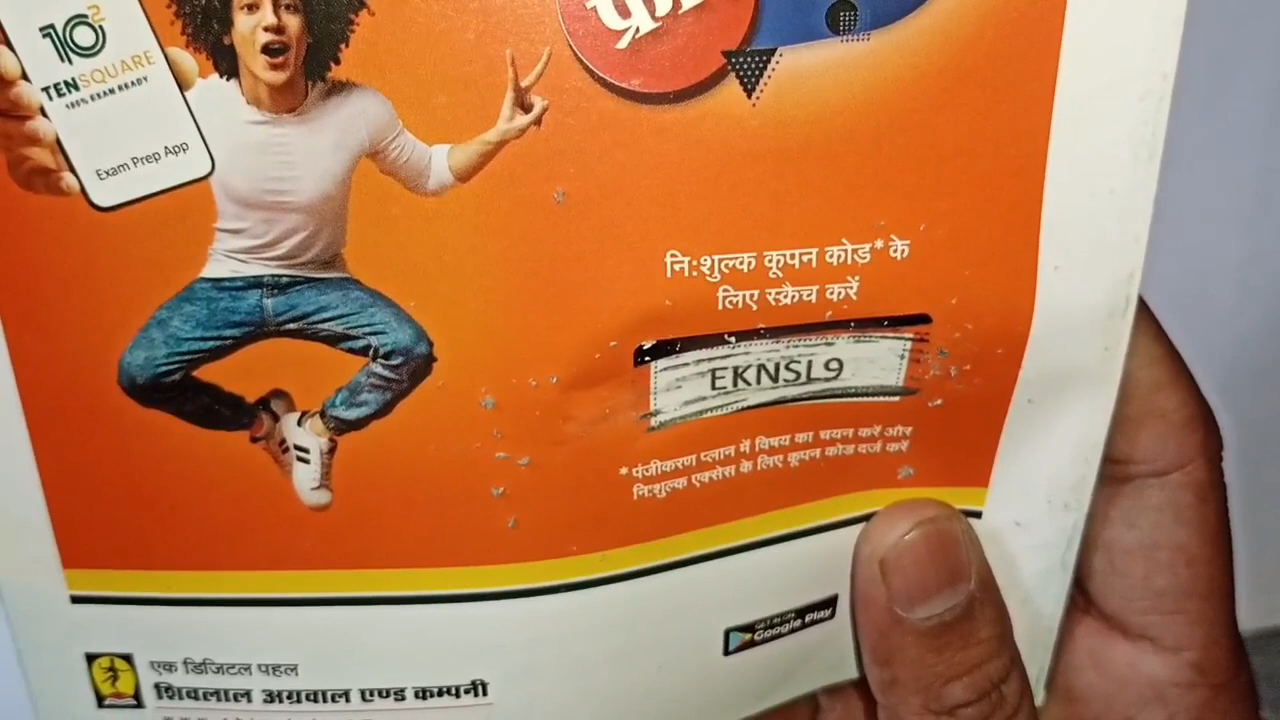 10²
TENSQUARE
100% EXAM READY
Exam Prep App
नि:शुल्क कूपन कोड* के
लिए स्क्रैच करें
EKNSL9
*पंजीकरण प्लान में विषय का चयन करें और
नि:शुल्क एक्सेस के लिए कूपन कोड दर्ज करें
GET IT ON
Google Play
एक डिजिटल पहल
शिवलाल अग्रवाल एण्ड कम्पनी